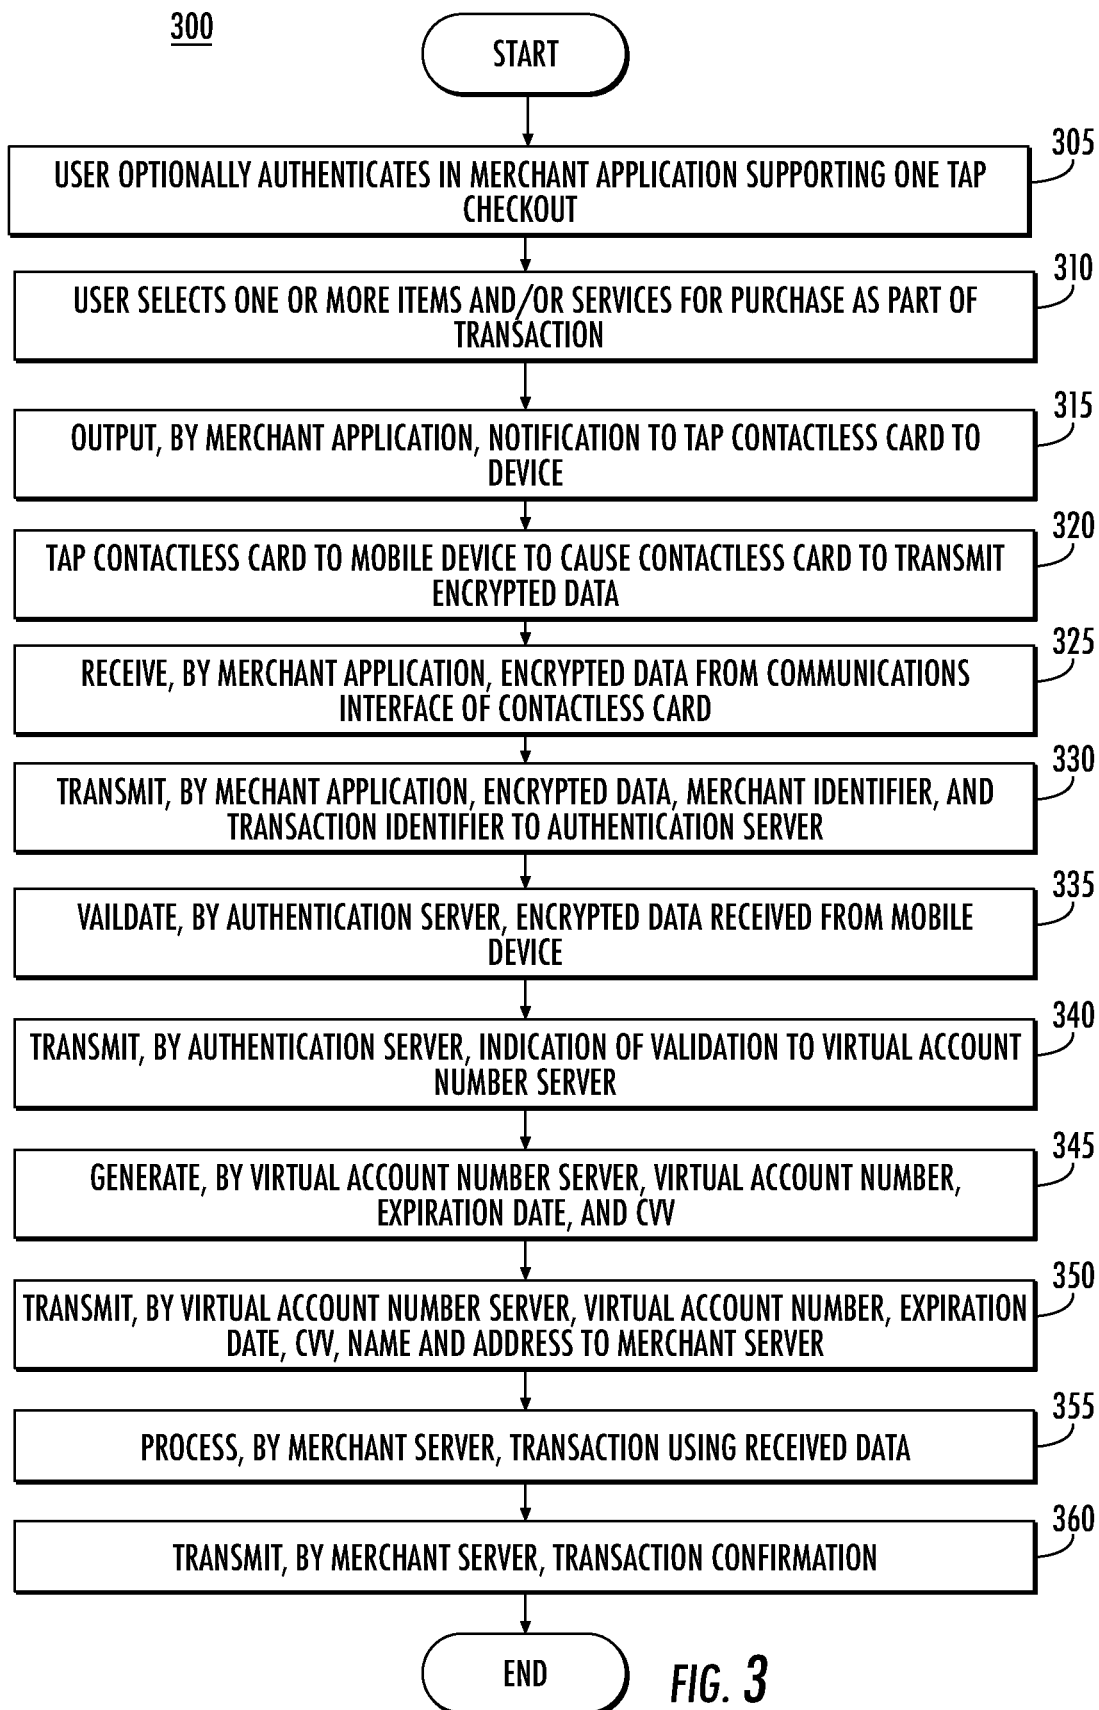 300
START
305
USER OPTIONALLY AUTHENTICATES IN MERCHANT APPLICATION SUPPORTING ONE TAP
CHECKOUT
310
USER SELECTS ONE OR MORE ITEMS AND/OR SERVICES FOR PURCHASE AS PART OF
TRANSACTION
315
OUTPUT, BY MERCHANT APPLICATION, NOTIFICATION TO TAP CONTACTLESS CARD TO
DEVICE
320
TAP CONTACTLESS CARD TO MOBILE DEVICE TO CAUSE CONTACTLESS CARD TO TRANSMIT
ENCRYPTED DATA
325
RECEIVE, BY MERCHANT APPLICATION, ENCRYPTED DATA FROM COMMUNICATIONS
INTERFACE OF CONTACTLESS CARD
330
TRANSMIT, BY MECHANT APPLICATION, ENCRYPTED DATA, MERCHANT IDENTIFIER, AND
TRANSACTION IDENTIFIER TO AUTHENTICATION SERVER
335
VAILDATE, BY AUTHENTICATION SERVER, ENCRYPTED DATA RECEIVED FROM MOBILE
DEVICE
340
TRANSMIT, BY AUTHENTICATION SERVER, INDICATION OF VALIDATION TO VIRTUAL ACCOUNT
NUMBER SERVER
345
GENERATE, BY VIRTUAL ACCOUNT NUMBER SERVER, VIRTUAL ACCOUNT NUMBER,
EXPIRATION DATE, AND CVV
350
TRANSMIT, BY VIRTUAL ACCOUNT NUMBER SERVER, VIRTUAL ACCOUNT NUMBER, EXPIRATION
DATE, CVV, NAME AND ADDRESS TO MERCHANT SERVER
355
PROCESS, BY MERCHANT SERVER, TRANSACTION USING RECEIVED DATA
360
TRANSMIT, BY MERCHANT SERVER, TRANSACTION CONFIRMATION
END
FIG. 3